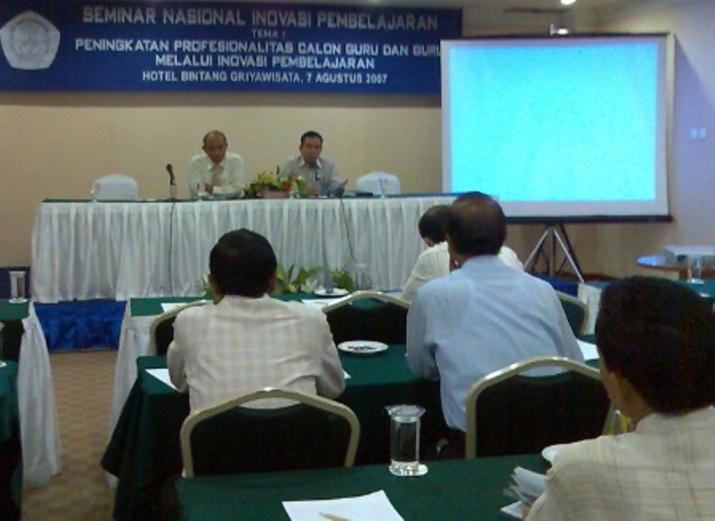 SEMINAR NASIONAL INOVASI PEMBELAJARAN
TEMA 1
PENINGKATAN PROFESIONALITAS CALON GURU DAN GURU
MELALUI INOVASI PEMBELAJARAN
HOTEL BINTANG GRIYAWISATA, 7 AGUSTUS 2007